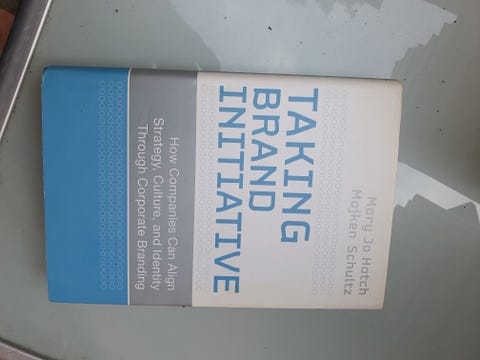 Mary Jo Hatch
Majken Schultz
TAKING
BRAND
INITIATIVE
How Companies Can Align
Strategy, Culture, and Identity
Through Corporate Branding